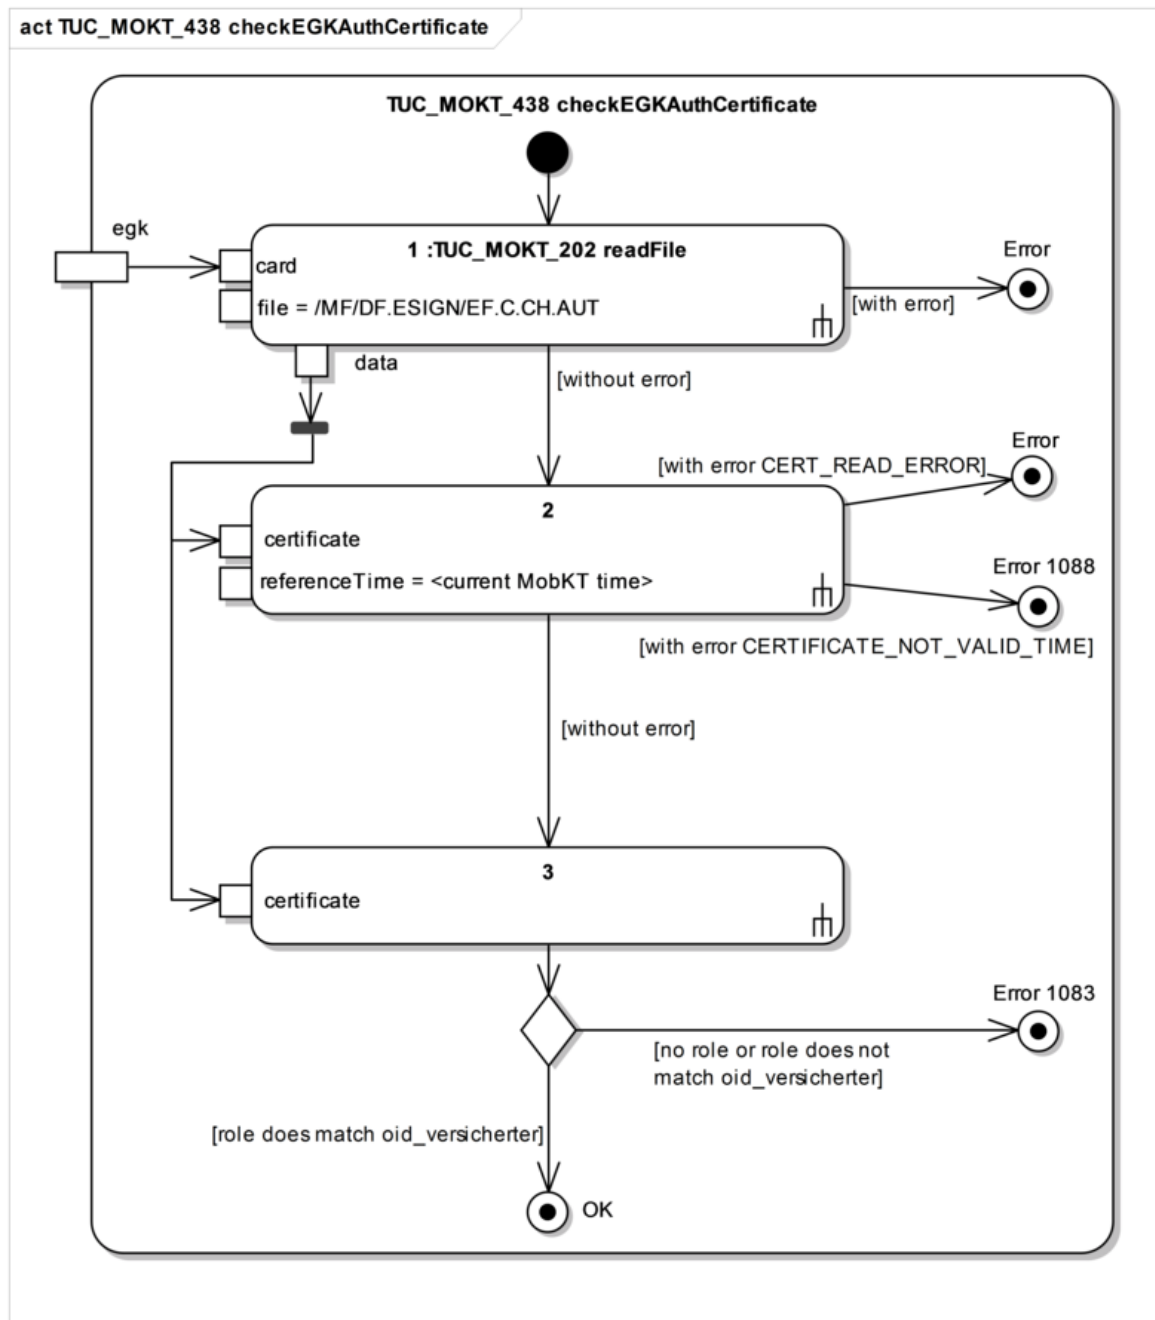 act TUC_MOKT_438 checkEGKAuthCertificate
TUC_MOKT_438 checkEGKAuthCertificate
egk
1 :TUC_MOKT_202 readFile
card
file = /MF/DF.ESIGN/EF.C.CH.AUT
Error
[with error]
data
[without error]
Error
[with error CERT_READ_ERROR]
2
certificate
referenceTime = <current MobKT time>
Error 1088
[with error CERTIFICATE_NOT_VALID_TIME]
[without error]
3
certificate
Error 1083
[no role or role does not
match oid_versicherter]
[role does match oid_versicherter]
OK